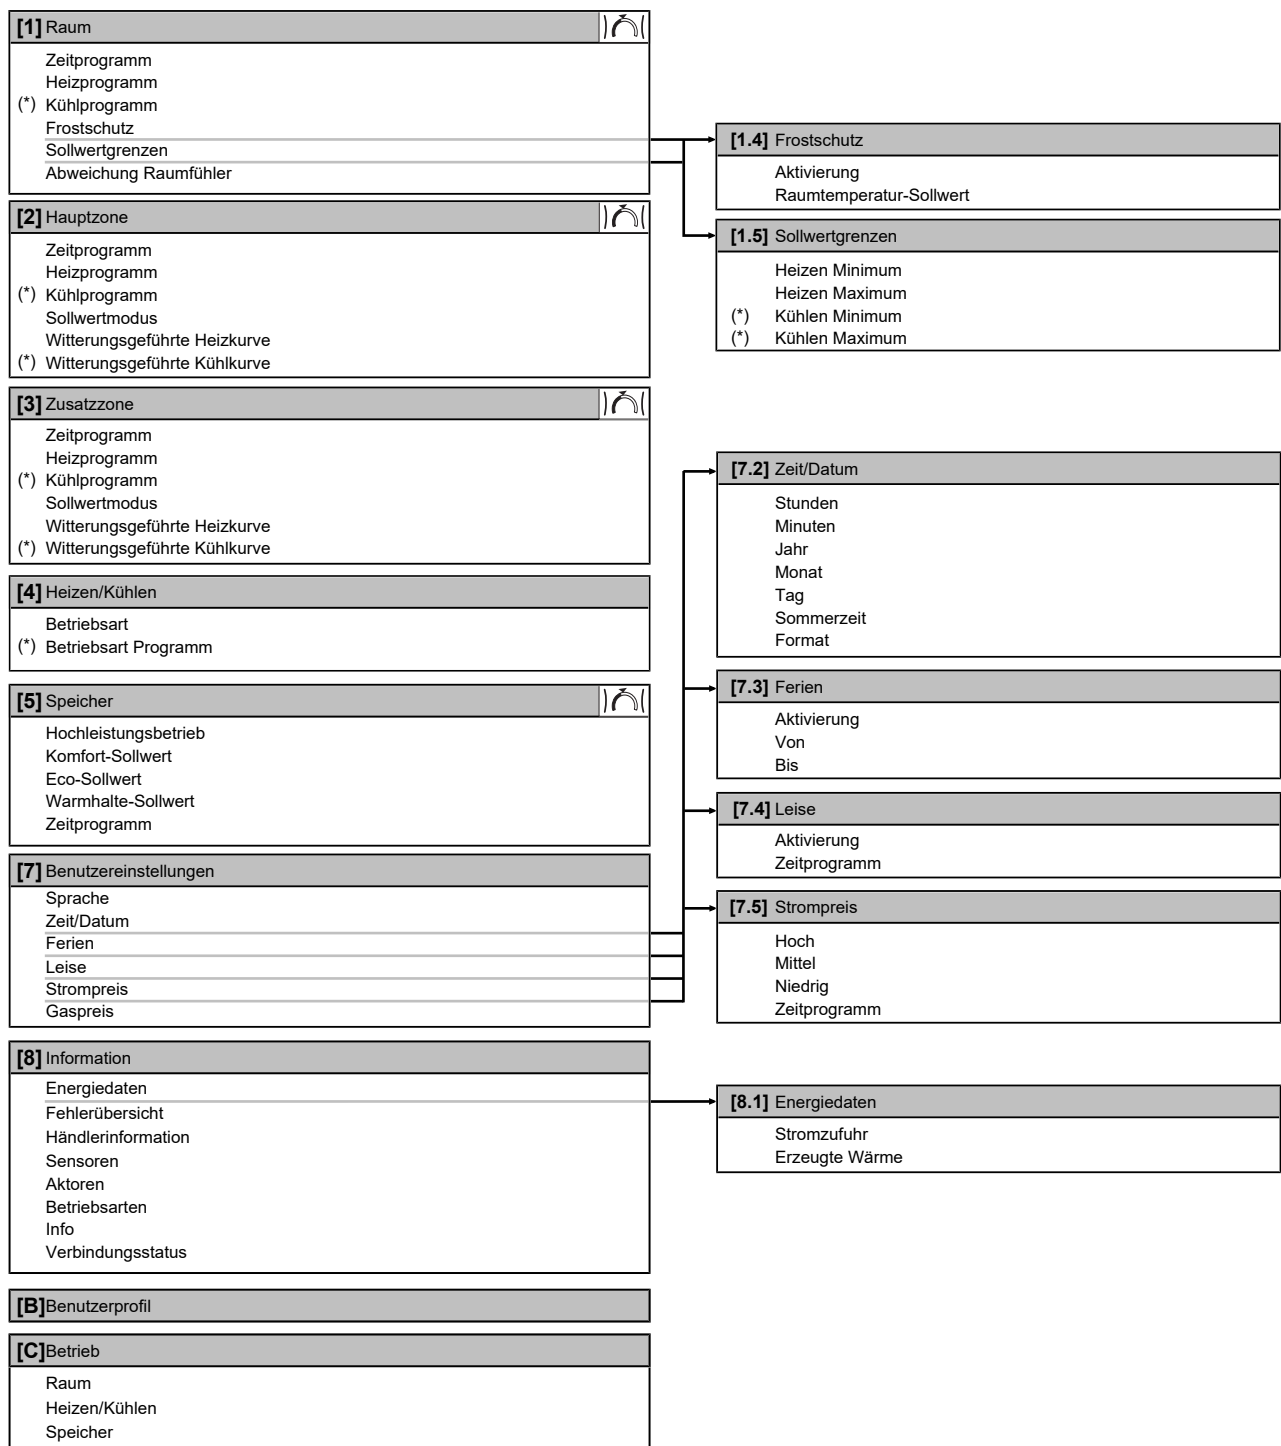 [1] Raum
Zeitprogramm
Heizprogramm
(*) Kühlprogramm
Frostschutz
Sollwertgrenzen
Abweichung Raumfühler
[2] Hauptzone
Zeitprogramm
Heizprogramm
(*) Kühlprogramm
Sollwertmodus
Witterungsgeführte Heizkurve
(*) Witterungsgeführte Kühlkurve
[3] Zusatzzone
Zeitprogramm
Heizprogramm
(*) Kühlprogramm
Sollwertmodus
Witterungsgeführte Heizkurve
(*) Witterungsgeführte Kühlkurve
[4] Heizen/Kühlen
Betriebsart
(*) Betriebsart Programm
[5] Speicher
Hochleistungsbetrieb
Komfort-Sollwert
Eco-Sollwert
Warmhalte-Sollwert
Zeitprogramm
[7] Benutzereinstellungen
Sprache
Zeit/Datum
Ferien
Leise
Strompreis
Gaspreis
[8] Information
Energiedaten
Fehlerübersicht
Händlerinformation
Sensoren
Aktoren
Betriebsarten
Info
Verbindungsstatus
[B] Benutzerprofil
[C] Betrieb
Raum
Heizen/Kühlen
Speicher
[1.4] Frostschutz
Aktivierung
Raumtemperatur-Sollwert
[1.5] Sollwertgrenzen
Heizen Minimum
Heizen Maximum
(*) Kühlen Minimum
(*) Kühlen Maximum
[7.2] Zeit/Datum
Stunden
Minuten
Jahr
Monat
Tag
Sommerzeit
Format
[7.3] Ferien
Aktivierung
Von
Bis
[7.4] Leise
Aktivierung
Zeitprogramm
[7.5] Strompreis
Hoch
Mittel
Niedrig
Zeitprogramm
[8.1] Energiedaten
Stromzufuhr
Erzeugte Wärme